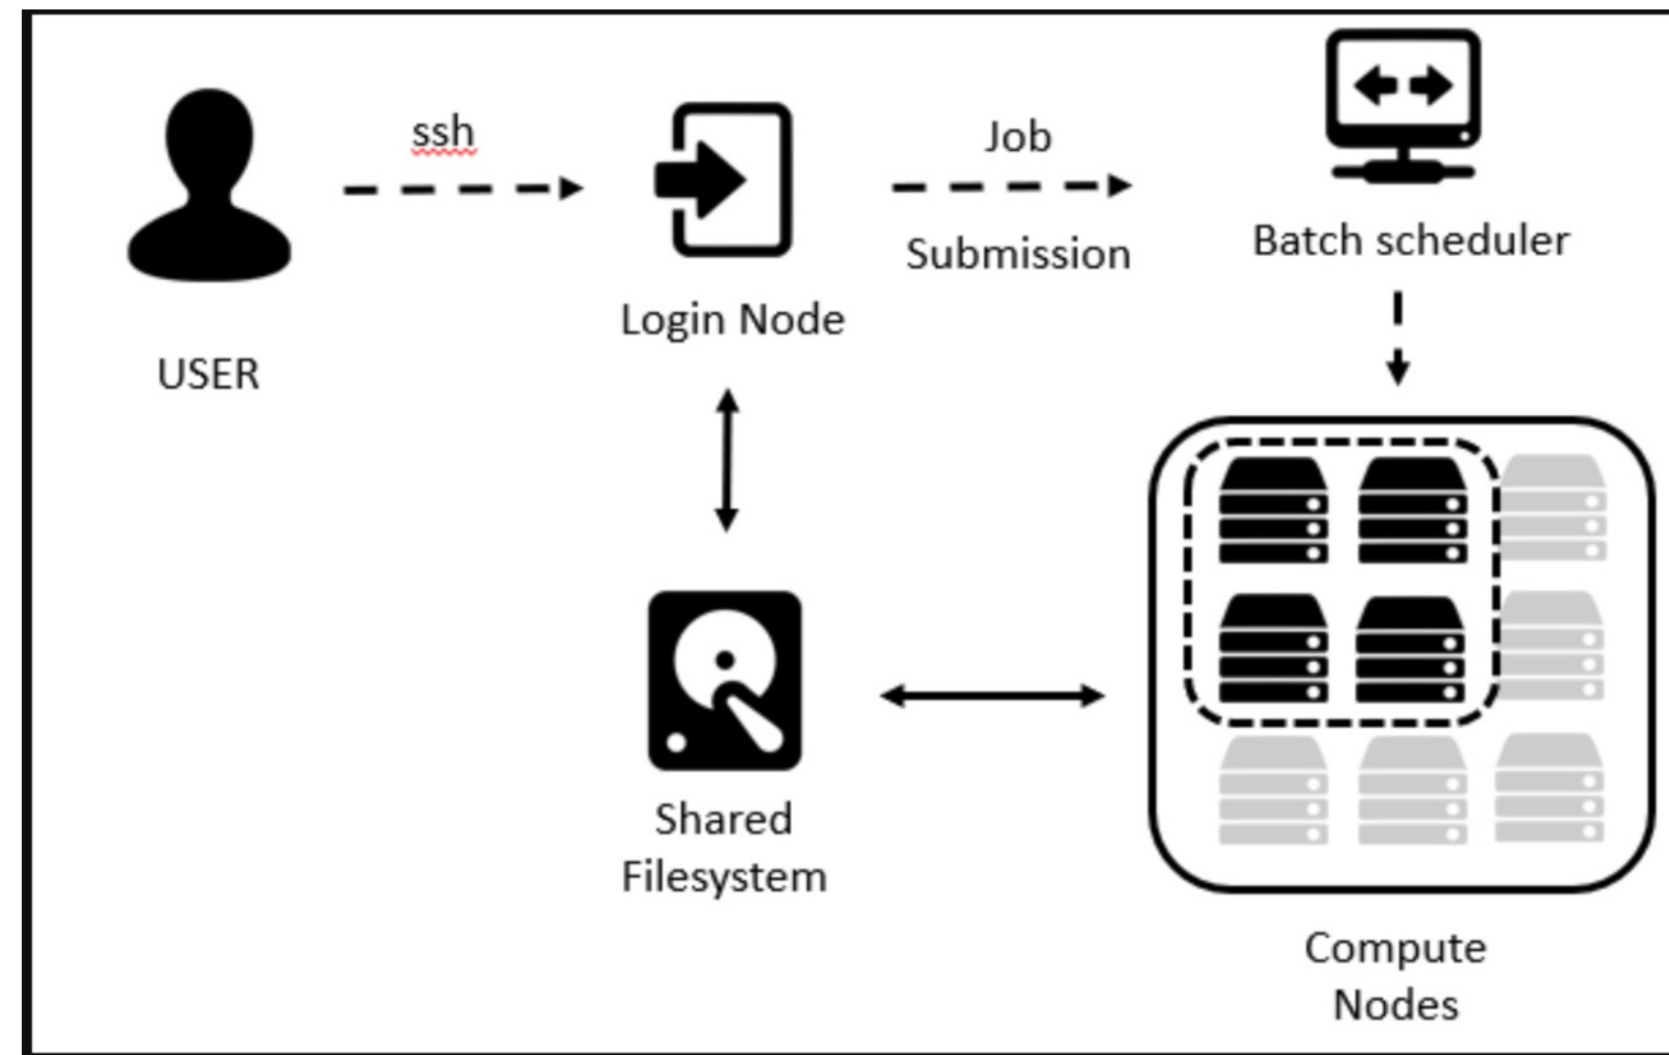 ssh
Job
Submission
Batch scheduler
Login Node
USER
Shared
Filesystem
Compute
Nodes